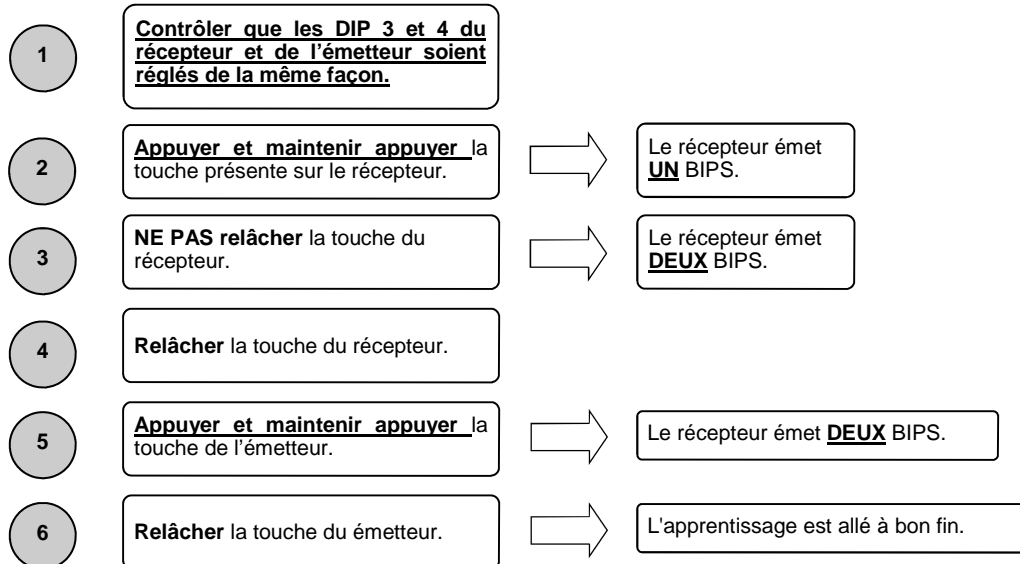 1
Contrôler que les DIP 3 et 4 du
récepteur et de l'émetteur soient
réglés de la même façon.
2
Appuyer et maintenir appuyer la
touche présente sur le récepteur.
Le récepteur émet
UN BIPS.
3
NE PAS relâcher la touche du
récepteur.
Le récepteur émet
DEUX BIPS.
4
Relâcher la touche du récepteur.
5
Appuyer et maintenir appuyer la
touche de l'émetteur.
Le récepteur émet DEUX BIPS.
6
Relâcher la touche du émetteur.
L'apprentissage est allé à bon fin.